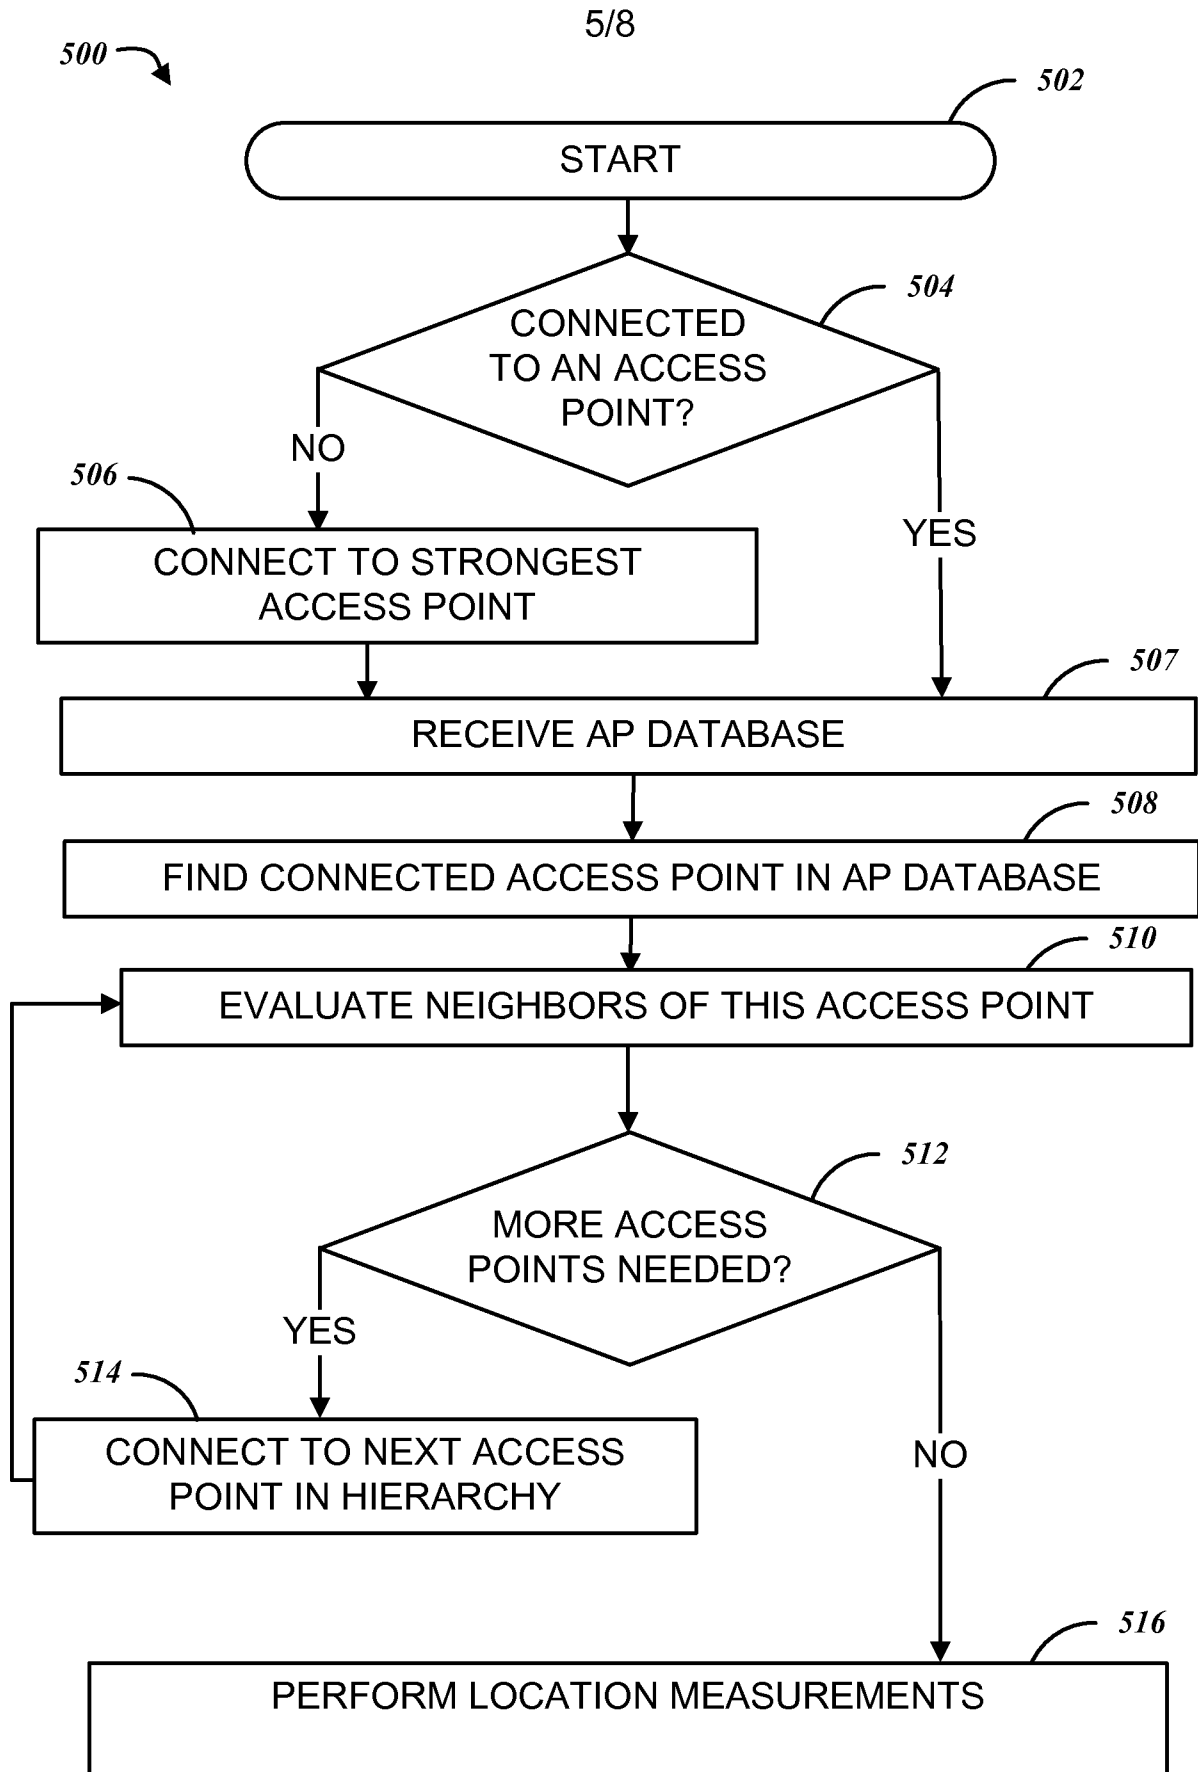 5/8
500
502
START
504
CONNECTED
TO AN ACCESS
POINT?
NO
YES
506
CONNECT TO STRONGEST
ACCESS POINT
507
RECEIVE AP DATABASE
508
FIND CONNECTED ACCESS POINT IN AP DATABASE
510
EVALUATE NEIGHBORS OF THIS ACCESS POINT
512
MORE ACCESS
POINTS NEEDED?
YES
514
CONNECT TO NEXT ACCESS
POINT IN HIERARCHY
NO
516
PERFORM LOCATION MEASUREMENTS